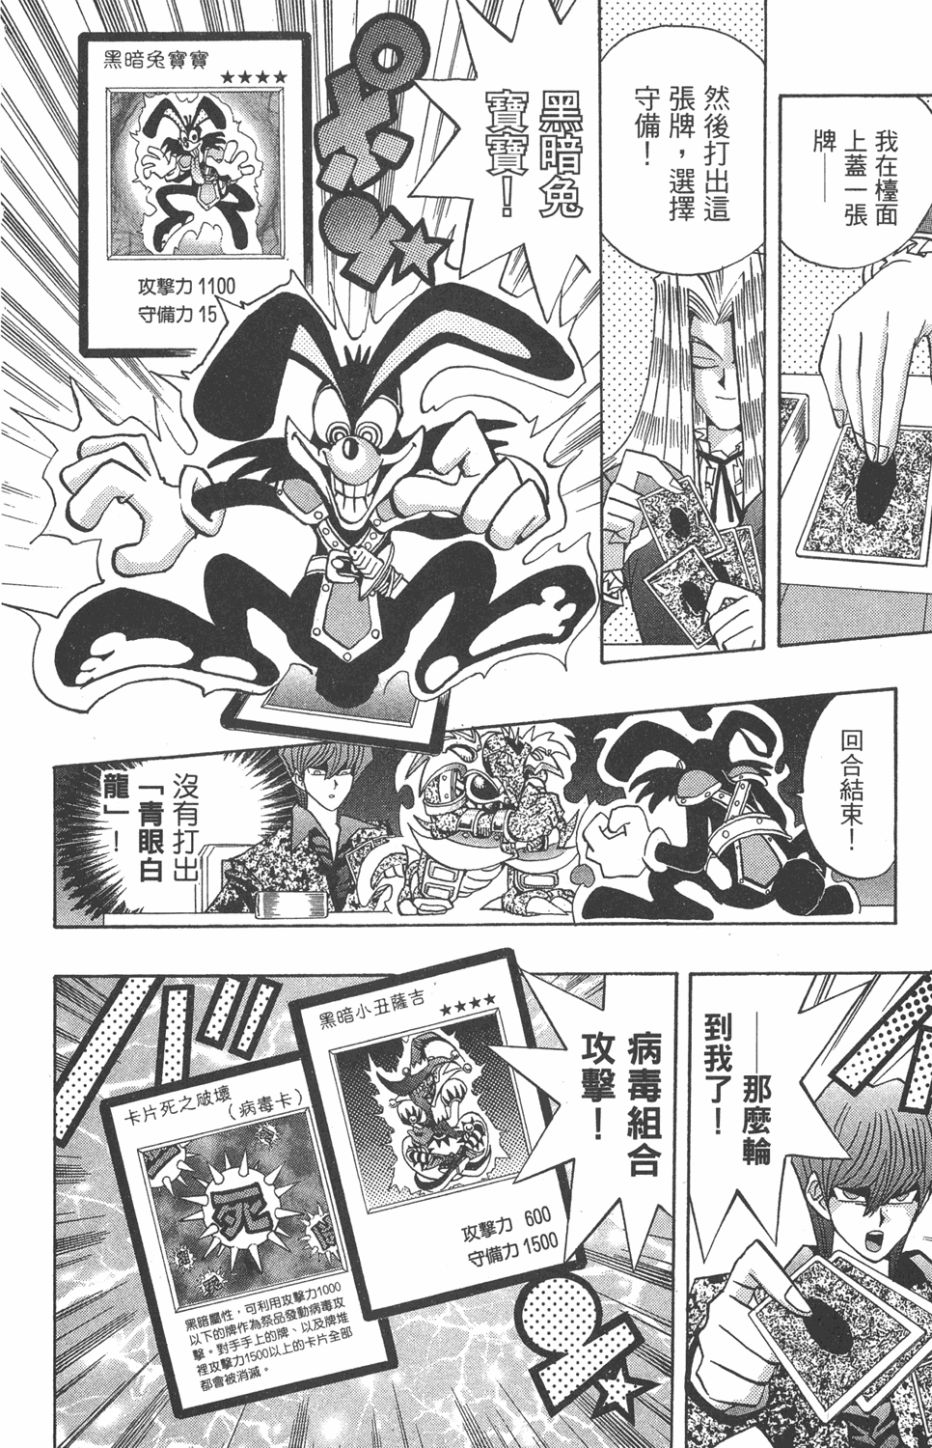 我在檯面
上蓋一張
牌——
然後打出這
張牌，選擇
守備！
黑暗兔
寶寶！
ポォン
黑暗兔寶寶
★★★★
攻擊力 1100
守備力 15
回合結束！
沒有打出
「青眼白
龍」！
——那麼輪
到我了！
病毒組合
攻擊！
バン
黑暗小丑薩吉
★★★★
攻擊力 600
守備力 1500
卡片死之破壞
（病毒卡）
死
黑暗屬性，可利用攻擊力1000
以下的牌作為祭品發動病毒攻
擊。對手手上的牌、以及牌堆
裡攻擊力1500以上的卡片全部
都會被消滅。